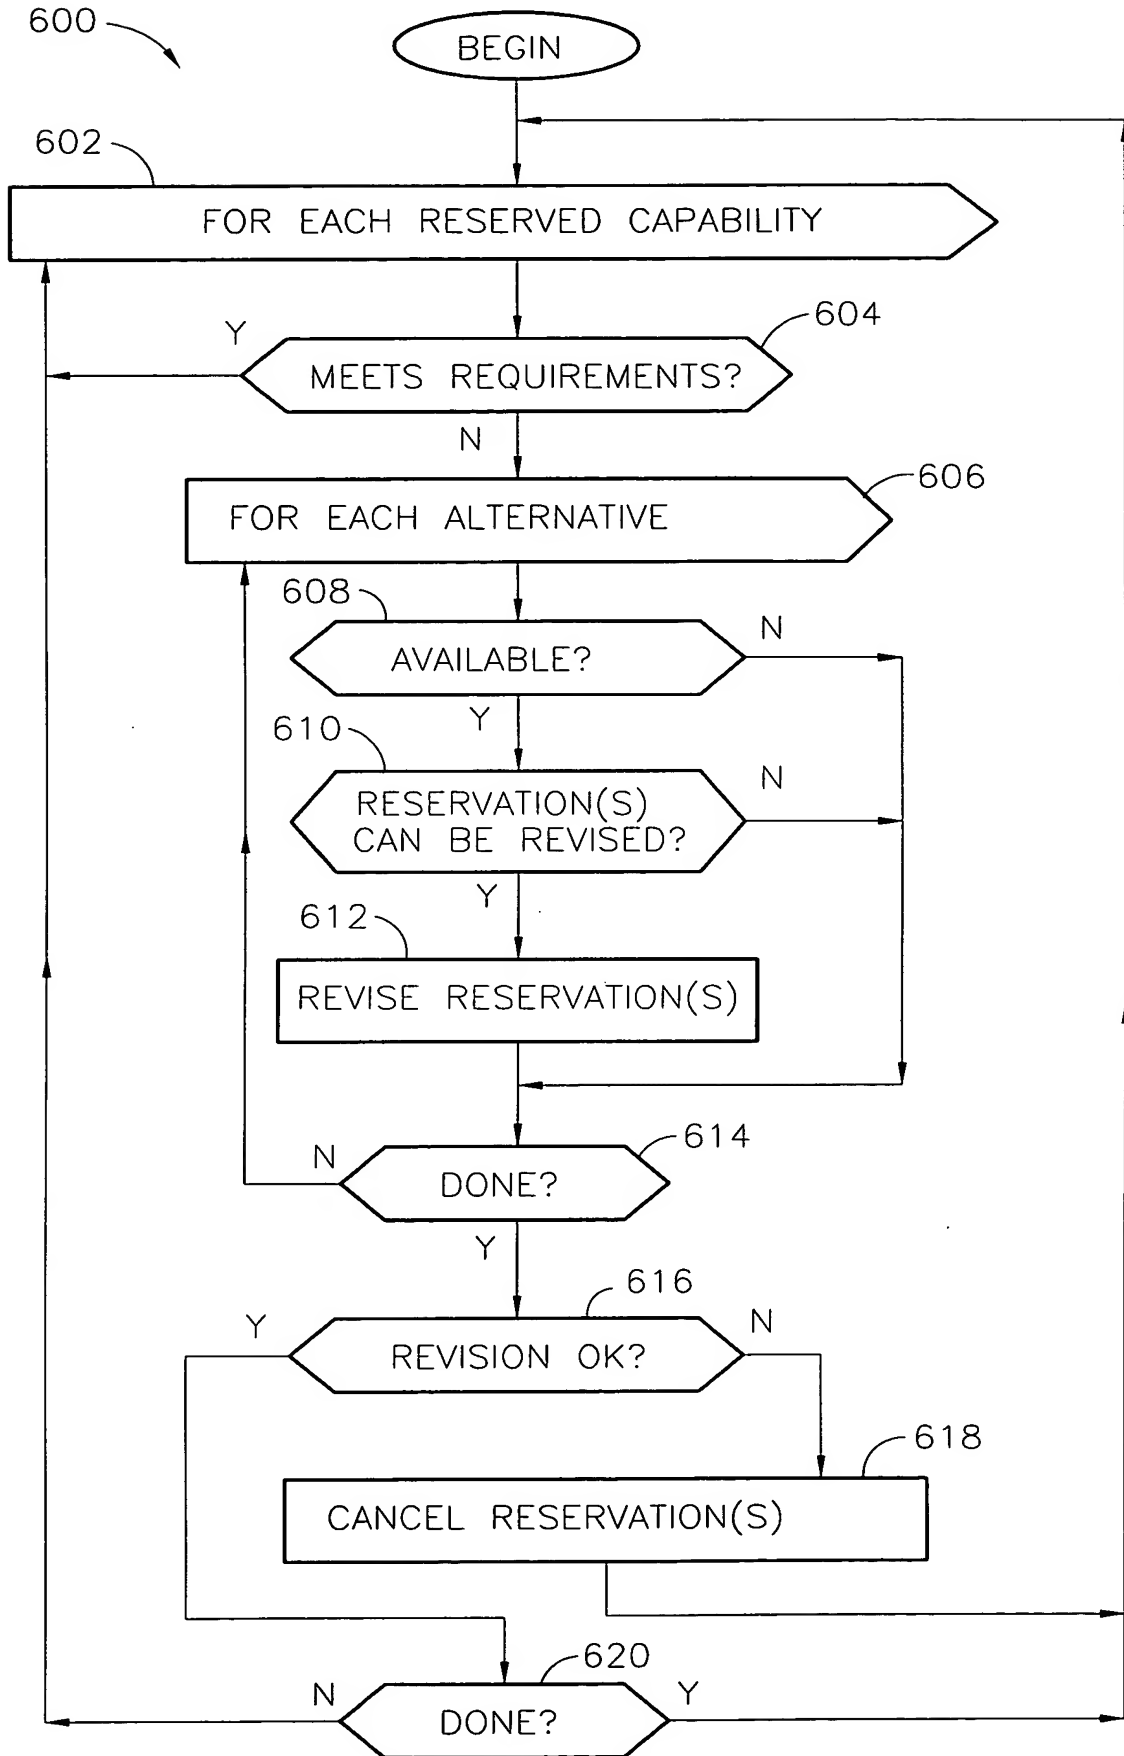 600
BEGIN
602
FOR EACH RESERVED CAPABILITY
Y
604
MEETS REQUIREMENTS?
N
606
FOR EACH ALTERNATIVE
608
N
AVAILABLE?
Y
610
N
RESERVATION(S)
CAN BE REVISED?
Y
612
REVISE RESERVATION(S)
614
N
DONE?
Y
616
Y
N
REVISION OK?
618
CANCEL RESERVATION(S)
620
N
Y
DONE?